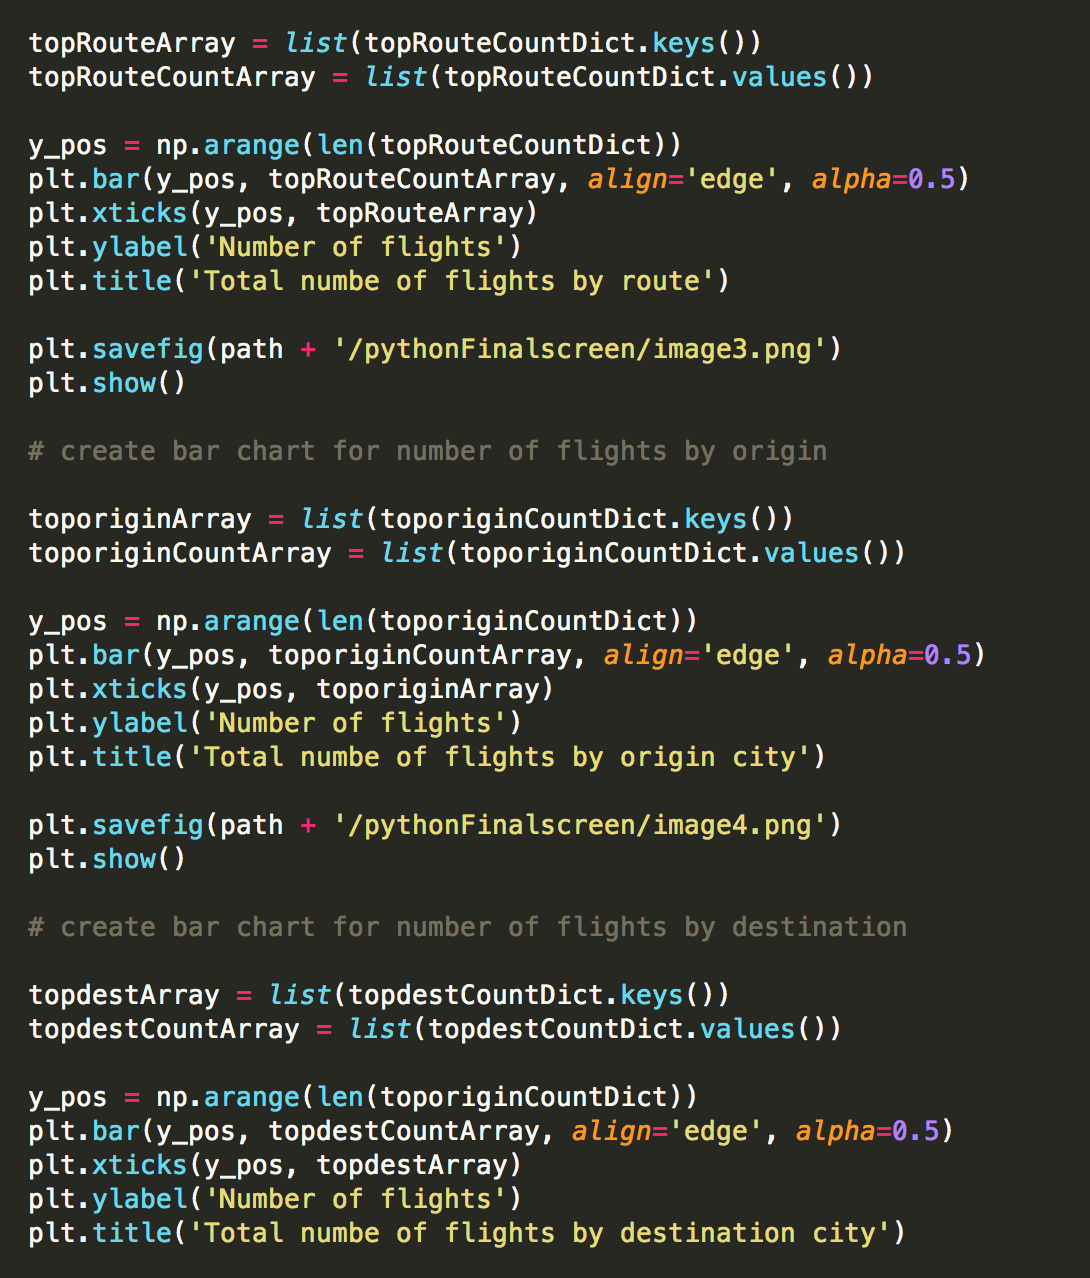 topRouteArray = list(topRouteCountDict.keys())
topRouteCountArray = list(topRouteCountDict.values())
y_pos = np.arange(len(topRouteCountDict))
plt.bar(y_pos, topRouteCountArray, align='edge', alpha=0.5)
plt.xticks(y_pos, topRouteArray)
plt.ylabel('Number of flights')
plt.title('Total numbe of flights by route')
plt.savefig(path + '/pythonFinalscreen/image3.png')
plt.show()
# create bar chart for number of flights by origin
toporiginArray = list(toporiginCountDict.keys())
toporiginCountArray = list(toporiginCountDict.values())
y_pos = np.arange(len(toporiginCountDict))
plt.bar(y_pos, toporiginCountArray, align='edge', alpha=0.5)
plt.xticks(y_pos, toporiginArray)
plt.ylabel('Number of flights')
plt.title('Total numbe of flights by origin city')
plt.savefig(path + '/pythonFinalscreen/image4.png')
plt.show()
# create bar chart for number of flights by destination
topdestArray = list(topdestCountDict.keys())
topdestCountArray = list(topdestCountDict.values())
y_pos = np.arange(len(toporiginCountDict))
plt.bar(y_pos, topdestCountArray, align='edge', alpha=0.5)
plt.xticks(y_pos, topdestArray)
plt.ylabel('Number of flights')
plt.title('Total numbe of flights by destination city')